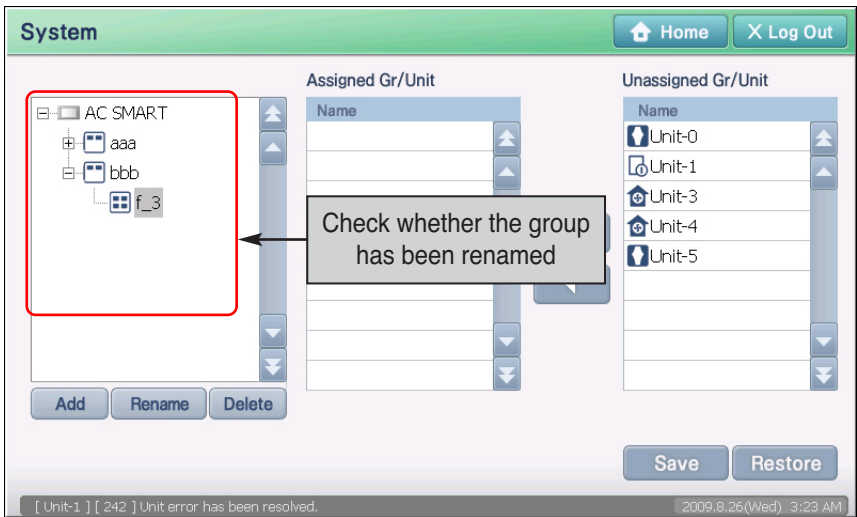 System
Home
X Log Out
Assigned Gr/Unit
Unassigned Gr/Unit
AC SMART
aaa
bbb
f_3
Name
Name
Unit-0
Unit-1
Unit-3
Unit-4
Unit-5
Check whether the group
has been renamed
Add
Rename
Delete
Save
Restore
[ Unit-1 ] [ 242 ] Unit error has been resolved.
2009.8.26(Wed) 3:23 AM